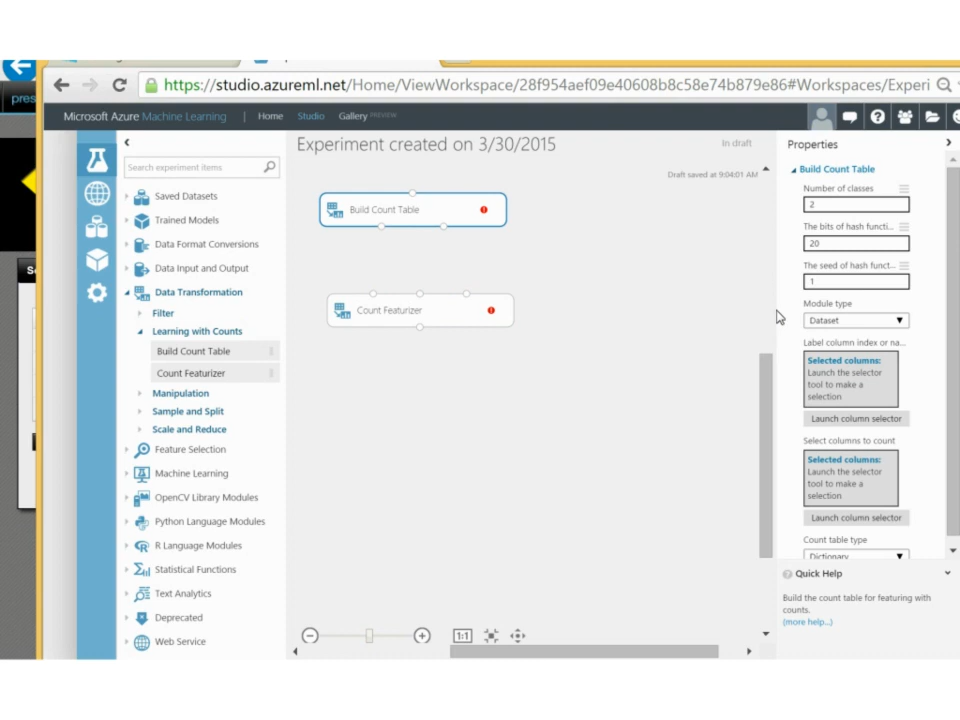 pres
https://studio.azureml.net/Home/ViewWorkspace/28f954aef09e40608b8c58e74b879e86#Workspaces/Experi
Microsoft Azure Machine Learning | Home Studio Gallery PREVIEW
Search experiment items
Saved Datasets
Trained Models
Data Format Conversions
Data Input and Output
Data Transformation
Filter
Learning with Counts
Build Count Table
Count Featurizer
Manipulation
Sample and Split
Scale and Reduce
Feature Selection
Machine Learning
OpenCV Library Modules
Python Language Modules
R Language Modules
Statistical Functions
Text Analytics
Deprecated
Web Service
Experiment created on 3/30/2015
In draft
Draft saved at 9:04:01 AM
Build Count Table
Count Featurizer
1:1
Properties
Build Count Table
Number of classes
2
The bits of hash functi...
20
The seed of hash funct...
1
Module type
Dataset
Label column index or na...
Selected columns:
Launch the selector
tool to make a
selection
Launch column selector
Select columns to count
Selected columns:
Launch the selector
tool to make a
selection
Launch column selector
Count table type
Dictionary
Quick Help
Build the count table for featuring with
counts.
(more help...)